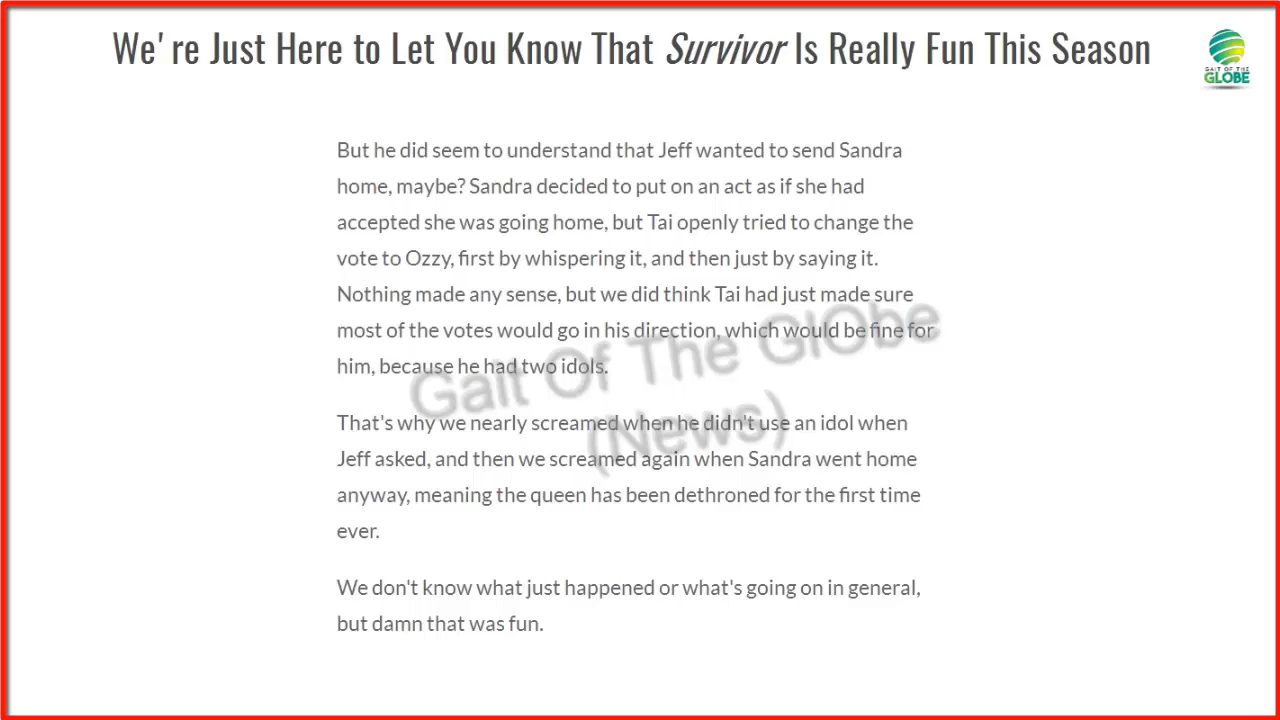 We're Just Here to Let You Know That Survivor Is Really Fun This Season
GAIT OF THE
GLOBE
But he did seem to understand that Jeff wanted to send Sandra
home, maybe? Sandra decided to put on an act as if she had
accepted she was going home, but Tai openly tried to change the
vote to Ozzy, first by whispering it, and then just by saying it.
Nothing made any sense, but we did think Tai had just made sure
most of the votes would go in his direction, which would be fine for
him, because he had two idols.
Gait Of The GlObe
(News)
That's why we nearly screamed when he didn't use an idol when
Jeff asked, and then we screamed again when Sandra went home
anyway, meaning the queen has been dethroned for the first time
ever.
We don't know what just happened or what's going on in general,
but damn that was fun.